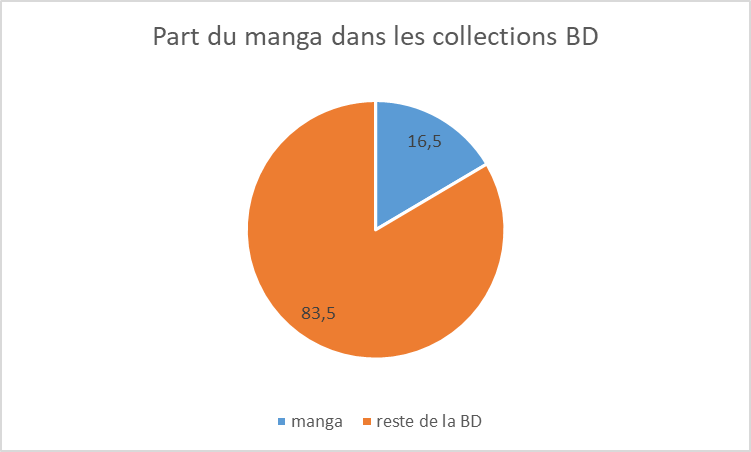 Part du manga dans les collections BD
16,5
83,5
manga
reste de la BD